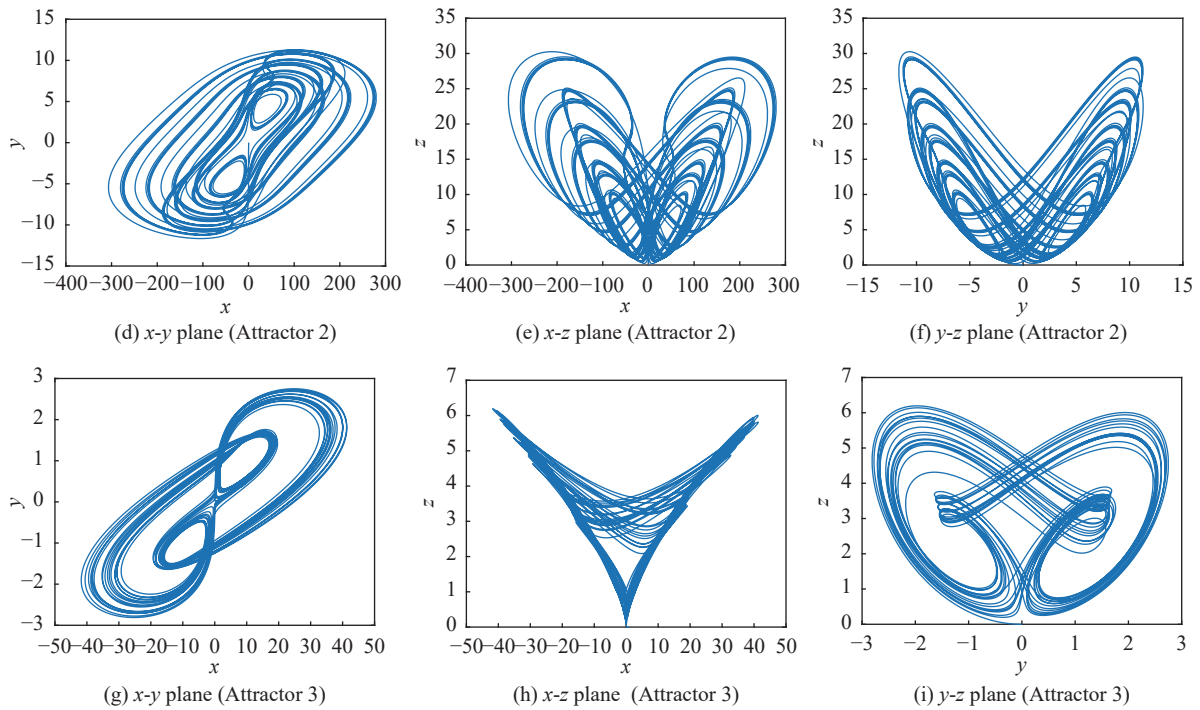 15
10
5
0
−5
−10
−15
y
−400 −300 −200 −100 0 100 200 300
x
(d) x-y plane (Attractor 2)
35
30
25
20
15
10
5
0
z
−400 −300 −200 −100 0 100 200 300
x
(e) x-z plane (Attractor 2)
35
30
25
20
15
10
5
0
z
−15 −10 −5 0 5 10 15
y
(f) y-z plane (Attractor 2)
3
2
1
0
−1
−2
−3
y
−50 −40 −30 −20 −10 0 10 20 30 40 50
x
(g) x-y plane (Attractor 3)
7
6
5
4
3
2
1
0
z
−50 −40 −30 −20 −10 0 10 20 30 40 50
x
(h) x-z plane (Attractor 3)
7
6
5
4
3
2
1
0
z
−3 −2 −1 0 1 2 3
y
(i) y-z plane (Attractor 3)